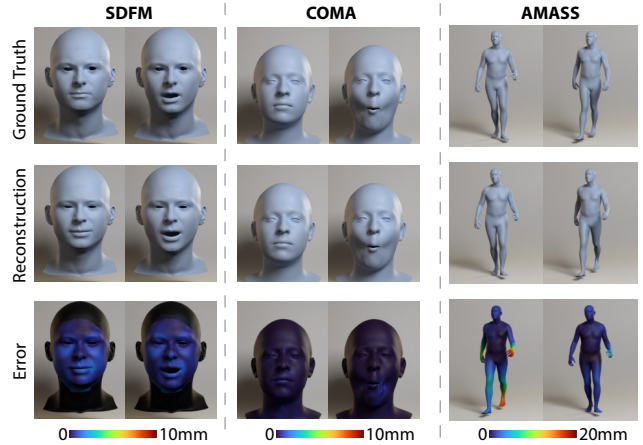 SDFM COMA AMASS
Ground Truth
Reconstruction
Error
0 10mm 0 10mm 0 20mm